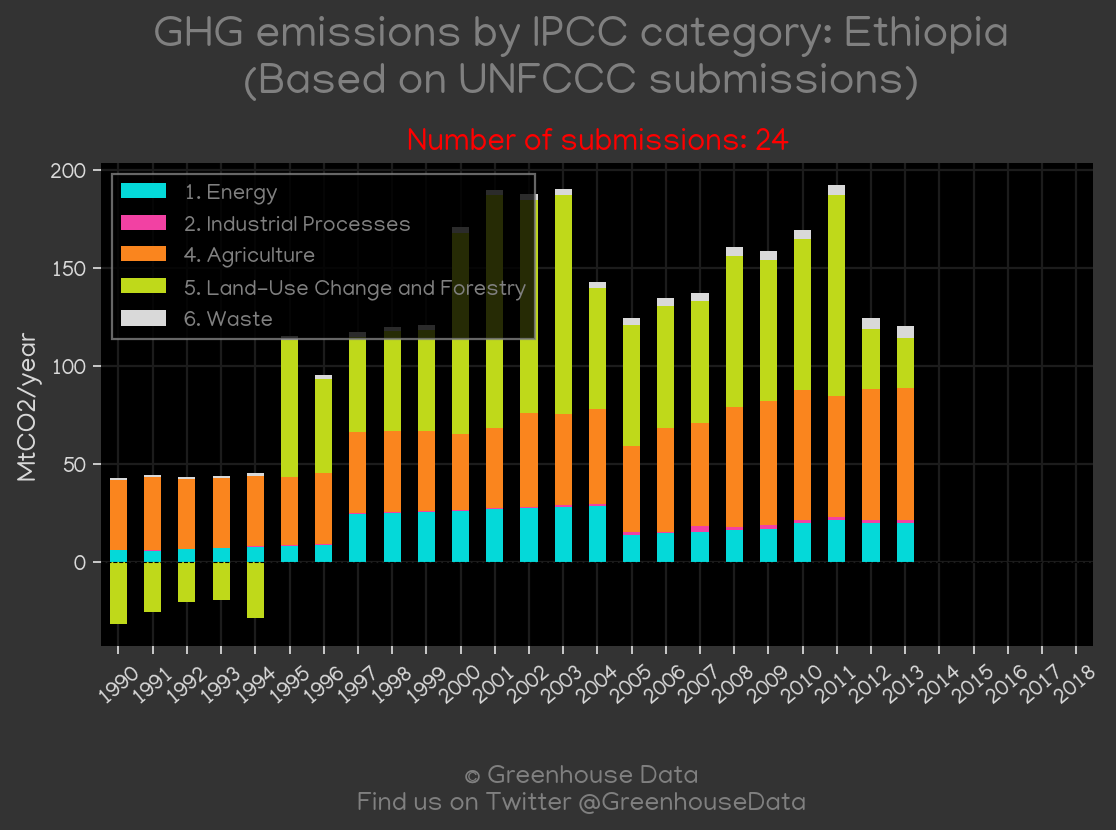 GHG emissions by IPCC category: Ethiopia
(Based on UNFCCC submissions)
Number of submissions: 24
MtCO2/year
200
150
100
50
0
1. Energy
2. Industrial Processes
4. Agriculture
5. Land-Use Change and Forestry
6. Waste
1990 1991 1992 1993 1994 1995 1996 1997 1998 1999 2000 2001 2002 2003 2004 2005 2006 2007 2008 2009 2010 2011 2012 2013 2014 2015 2016 2017 2018
© Greenhouse Data
Find us on Twitter @GreenhouseData